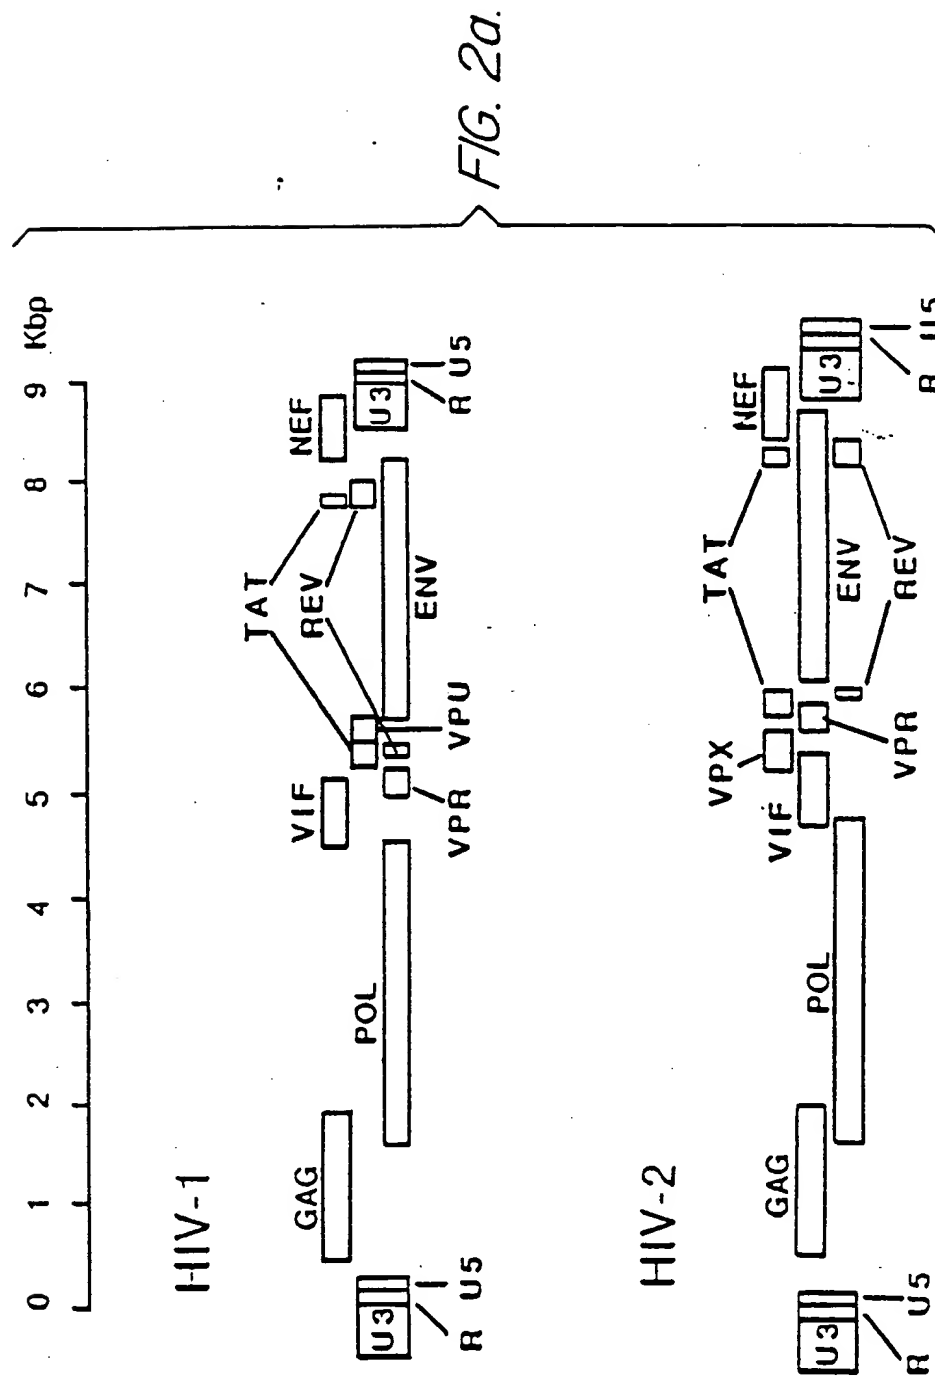 0 1 2 3 4 5 6 7 8 9 Kbp
HIV-1
TAT
REV
GAG
VIF
NEF
POL
U3
U3
ENV
R
U5
VPR
VPU
R
U5
HIV-2
TAT
VPX
NEF
GAG
VIF
POL
U3
U3
ENV
R
U5
VPR
REV
R
U5
FIG. 2a.